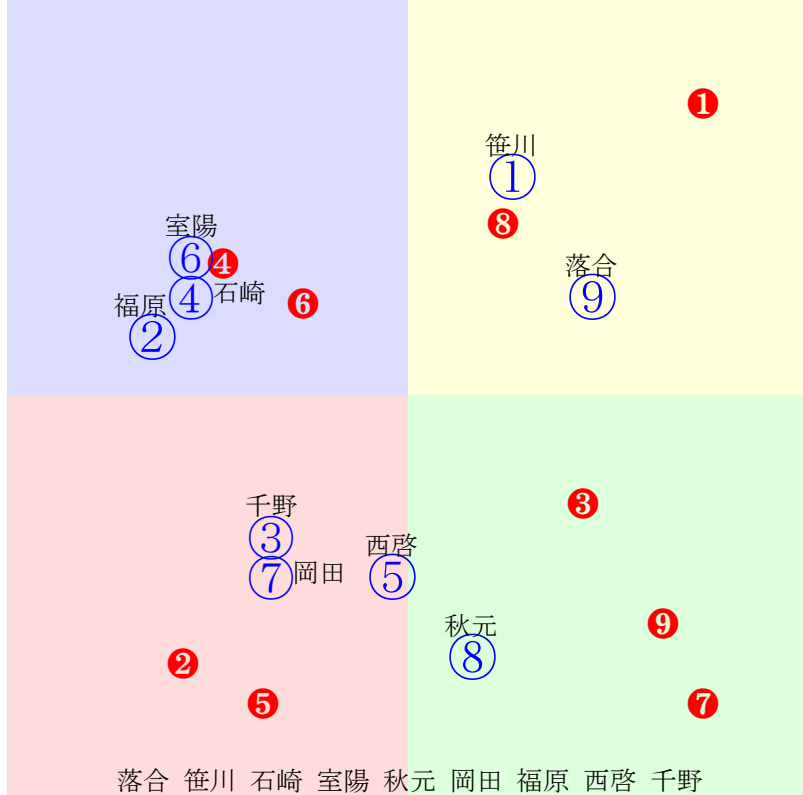 ❶
笹川
①
❽
室陽
⑥ ❹
落合
④ 石崎 ❻ ⑨
福原
②
千野 ❸
③
西啓
⑦ 岡田 ⑤
秋元 ❾
⑧
❷
❺ ❼
落合 笹川 石崎 室陽 秋元 岡田 福原 西啓 千野